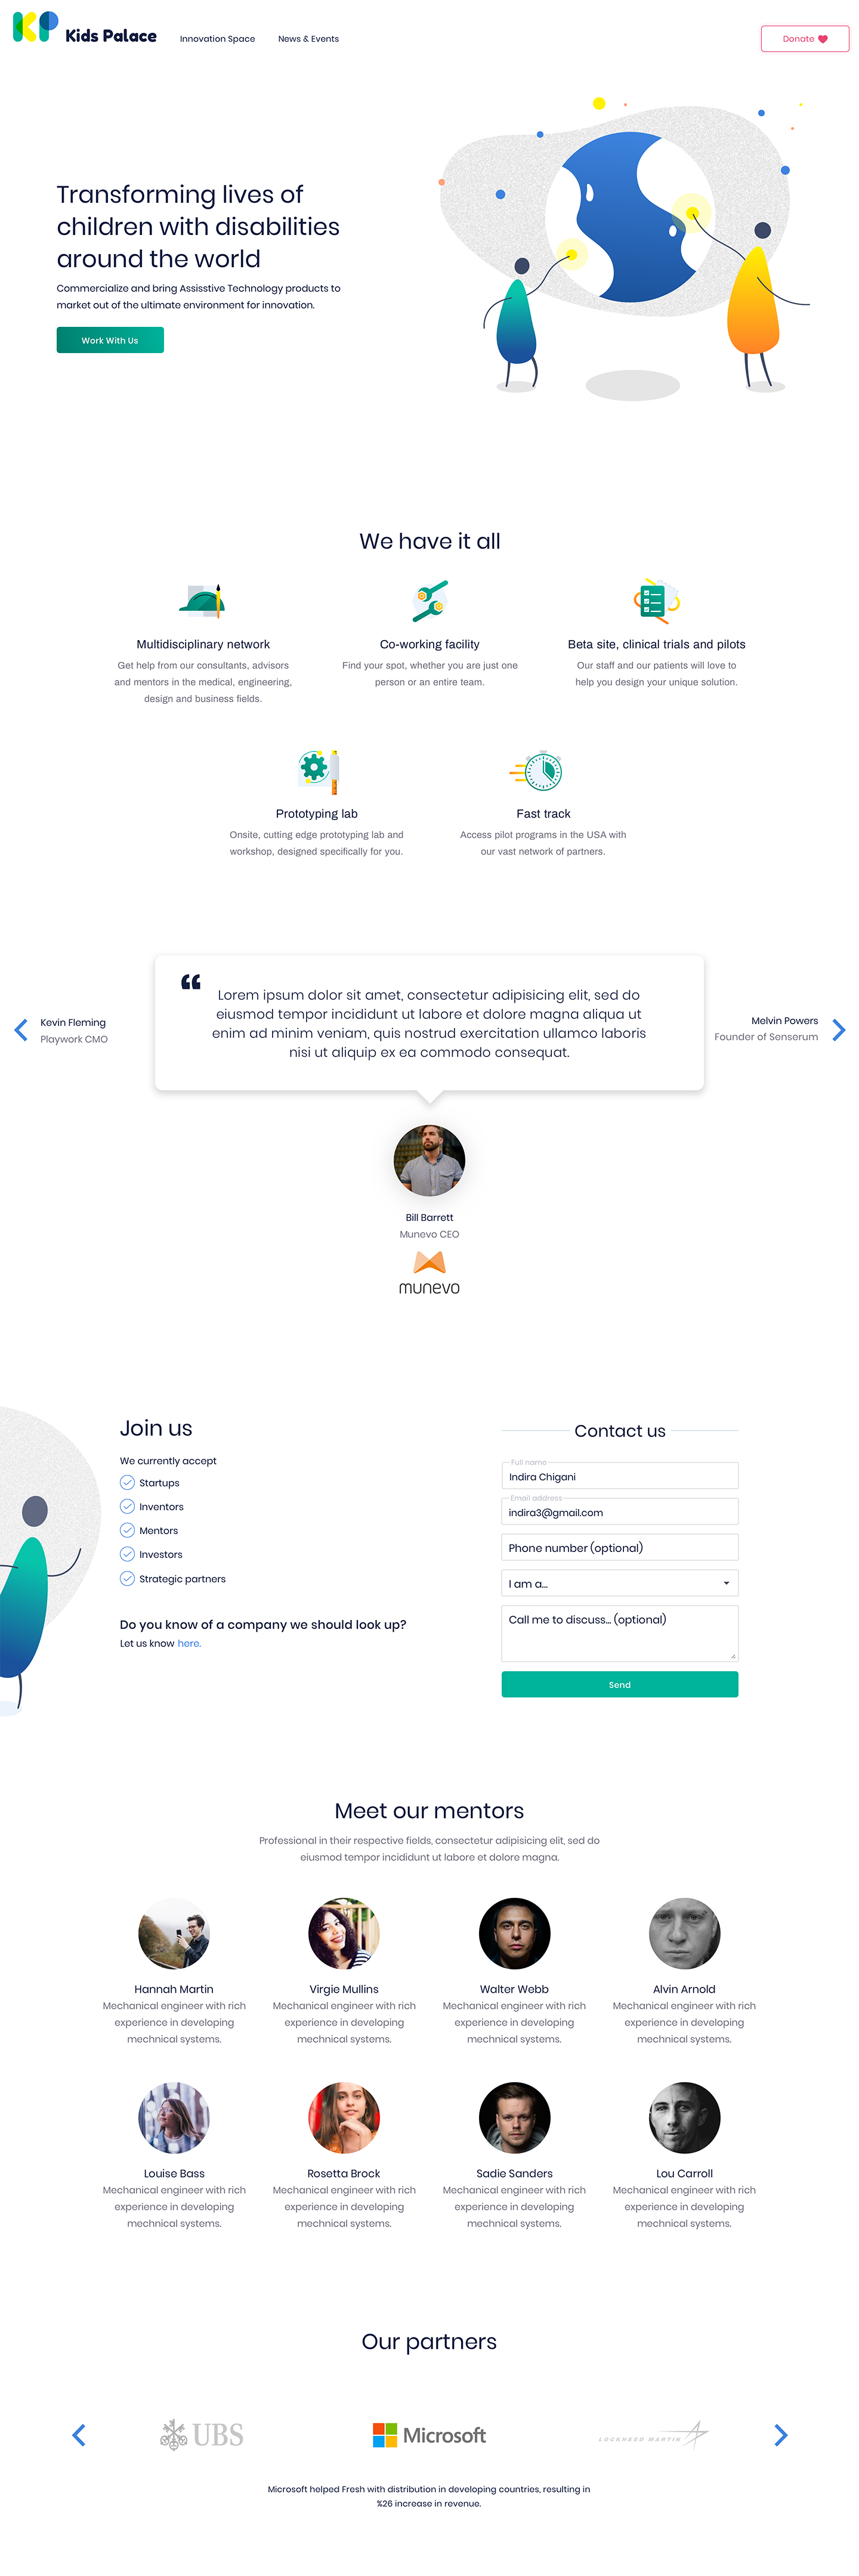 Kids Palace
Innovation Space
News & Events
Donate
Transforming lives of
children with disabilities
around the world
Commercialize and bring Assisstive Technology products to
market out of the ultimate environment for innovation.
Work With Us
We have it all
Multidisciplinary network
Get help from our consultants, advisors
and mentors in the medical, engineering,
design and business fields.
Co-working facility
Find your spot, whether you are just one
person or an entire team.
Beta site, clinical trials and pilots
Our staff and our patients will love to
help you design your unique solution.
Prototyping lab
Onsite, cutting edge prototyping lab and
workshop, designed specifically for you.
Fast track
Access pilot programs in the USA with
our vast network of partners.
Kevin Fleming
Playwork CMO
“
Lorem ipsum dolor sit amet, consectetur adipisicing elit, sed do
eiusmod tempor incididunt ut labore et dolore magna aliqua ut
enim ad minim veniam, quis nostrud exercitation ullamco laboris
nisi ut aliquip ex ea commodo consequat.
Melvin Powers
Founder of Senserum
Bill Barrett
Munevo CEO
munevo
Join us
We currently accept
Startups
Inventors
Mentors
Investors
Strategic partners
Do you know of a company we should look up?
Let us know here.
Contact us
Full name
Indira Chigani
Email address
indira3@gmail.com
Phone number (optional)
I am a...
Call me to discuss... (optional)
Send
Meet our mentors
Professional in their respective fields, consectetur adipisicing elit, sed do
eiusmod tempor incididunt ut labore et dolore magna.
Hannah Martin
Mechanical engineer with rich
experience in developing
mechnical systems.
Virgie Mullins
Mechanical engineer with rich
experience in developing
mechnical systems.
Walter Webb
Mechanical engineer with rich
experience in developing
mechnical systems.
Alvin Arnold
Mechanical engineer with rich
experience in developing
mechnical systems.
Louise Bass
Mechanical engineer with rich
experience in developing
mechnical systems.
Rosetta Brock
Mechanical engineer with rich
experience in developing
mechnical systems.
Sadie Sanders
Mechanical engineer with rich
experience in developing
mechnical systems.
Lou Carroll
Mechanical engineer with rich
experience in developing
mechnical systems.
Our partners
UBS
Microsoft
LOCKHEED MARTIN
Microsoft helped Fresh with distribution in developing countries, resulting in
%26 increase in revenue.